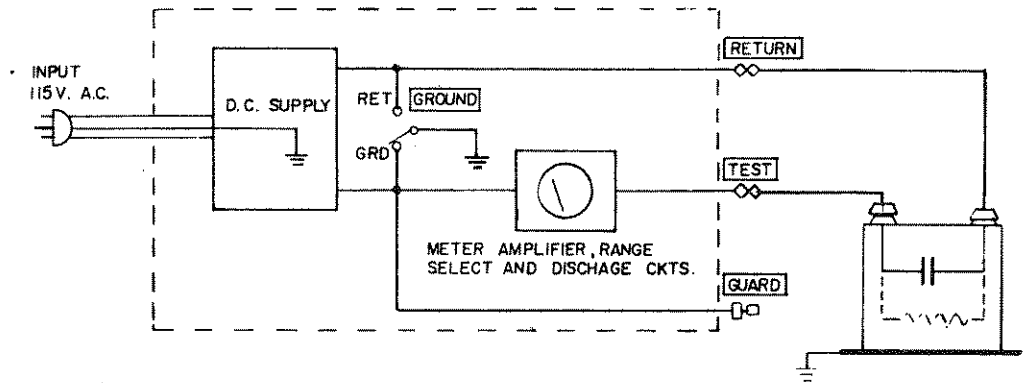 INPUT
115V. A.C.
D.C. SUPPLY
RET
GROUND
GRD
RETURN
TEST
METER AMPLIFIER, RANGE
SELECT AND DISCHAGE CKTS.
GUARD